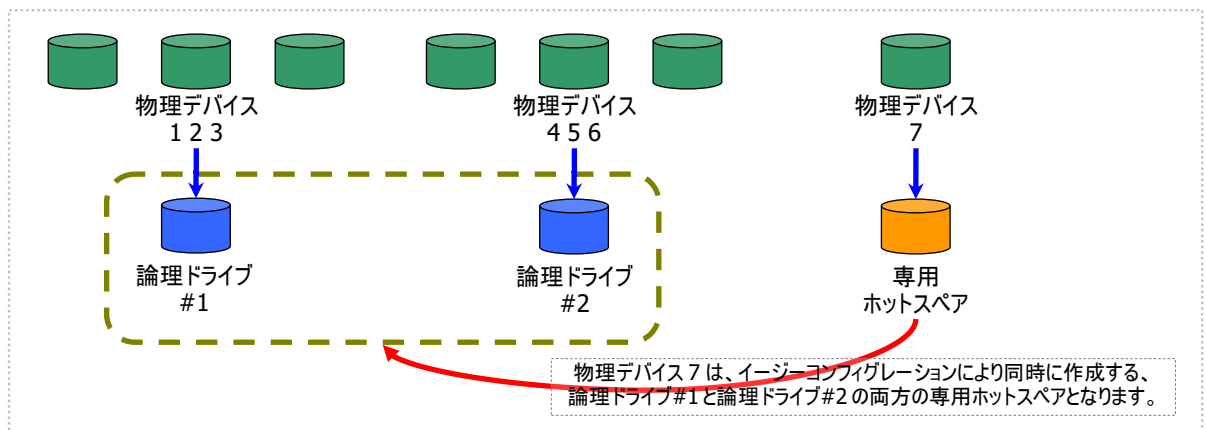 物理デバイス
1 2 3
物理デバイス
4 5 6
物理デバイス
7
論理ドライブ
#1
論理ドライブ
#2
専用
ホットスペア
物理デバイス7は、イージーコンフィグレーションにより同時に作成する、
論理ドライブ#1と論理ドライブ#2の両方の専用ホットスペアとなります。